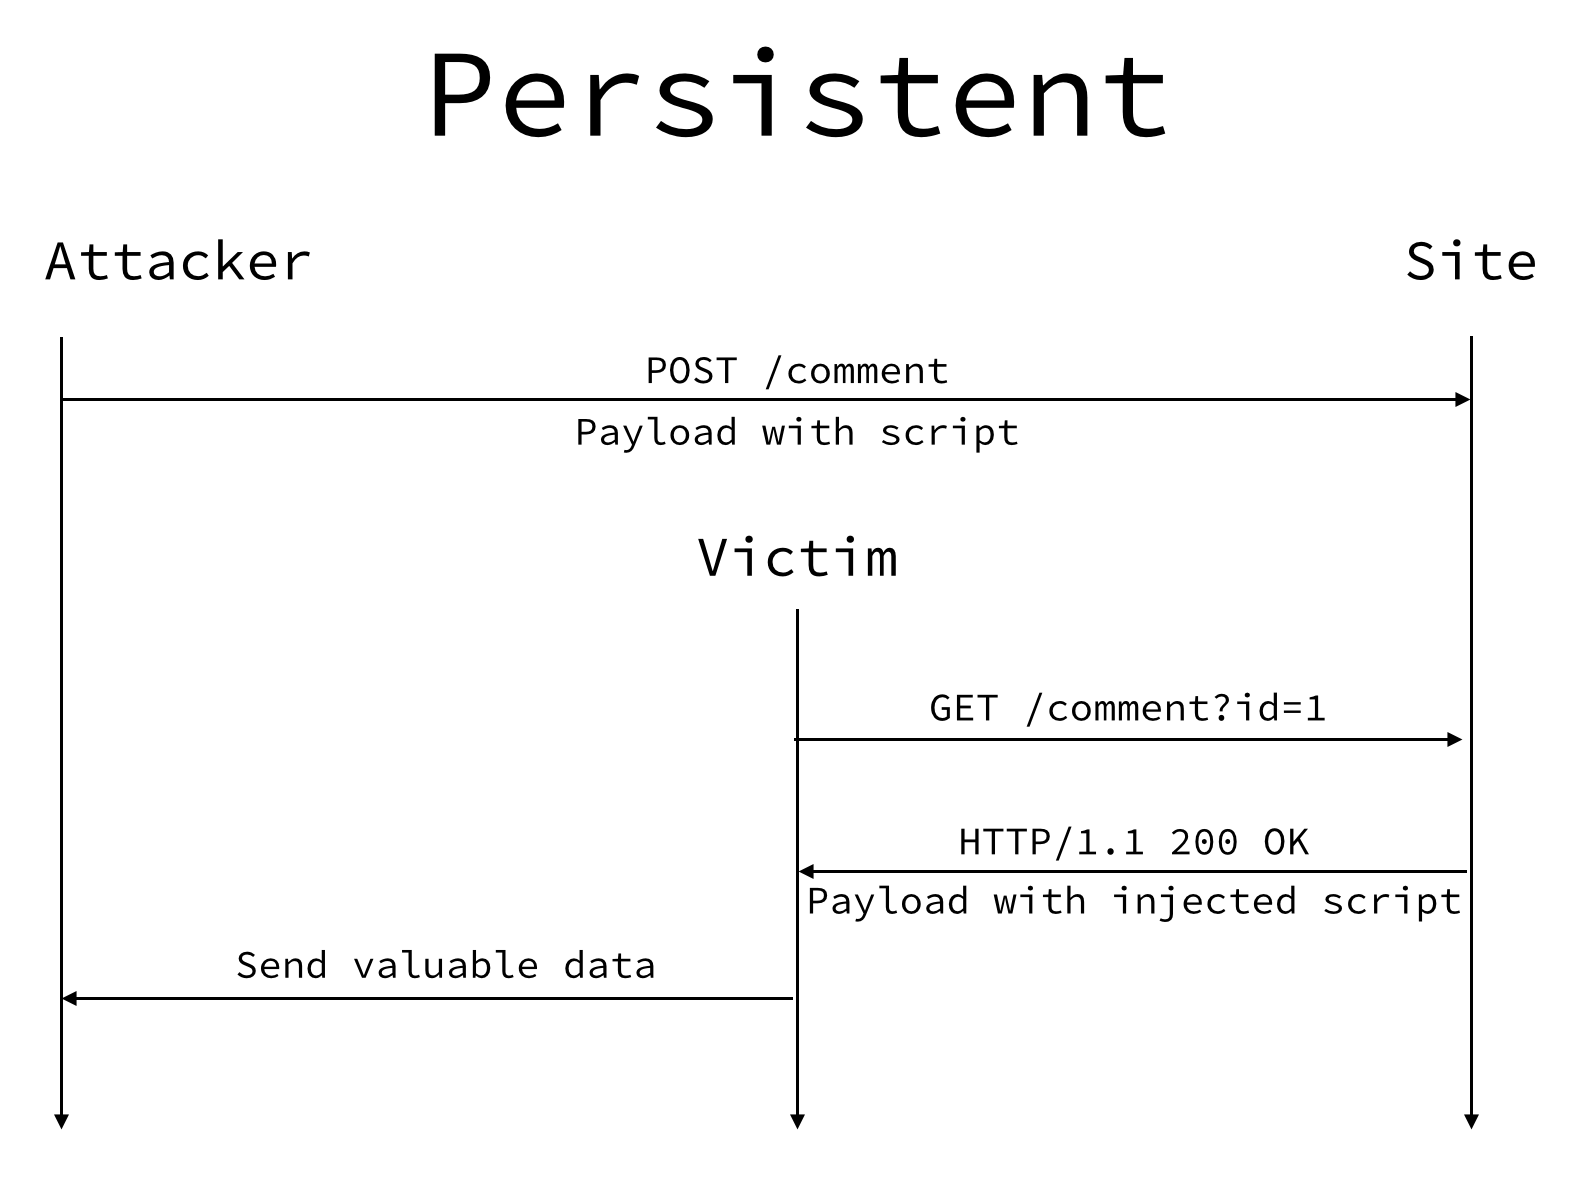 Persistent
Attacker
Site
POST /comment
Payload with script
Victim
GET /comment?id=1
HTTP/1.1 200 OK
Payload with injected script
Send valuable data